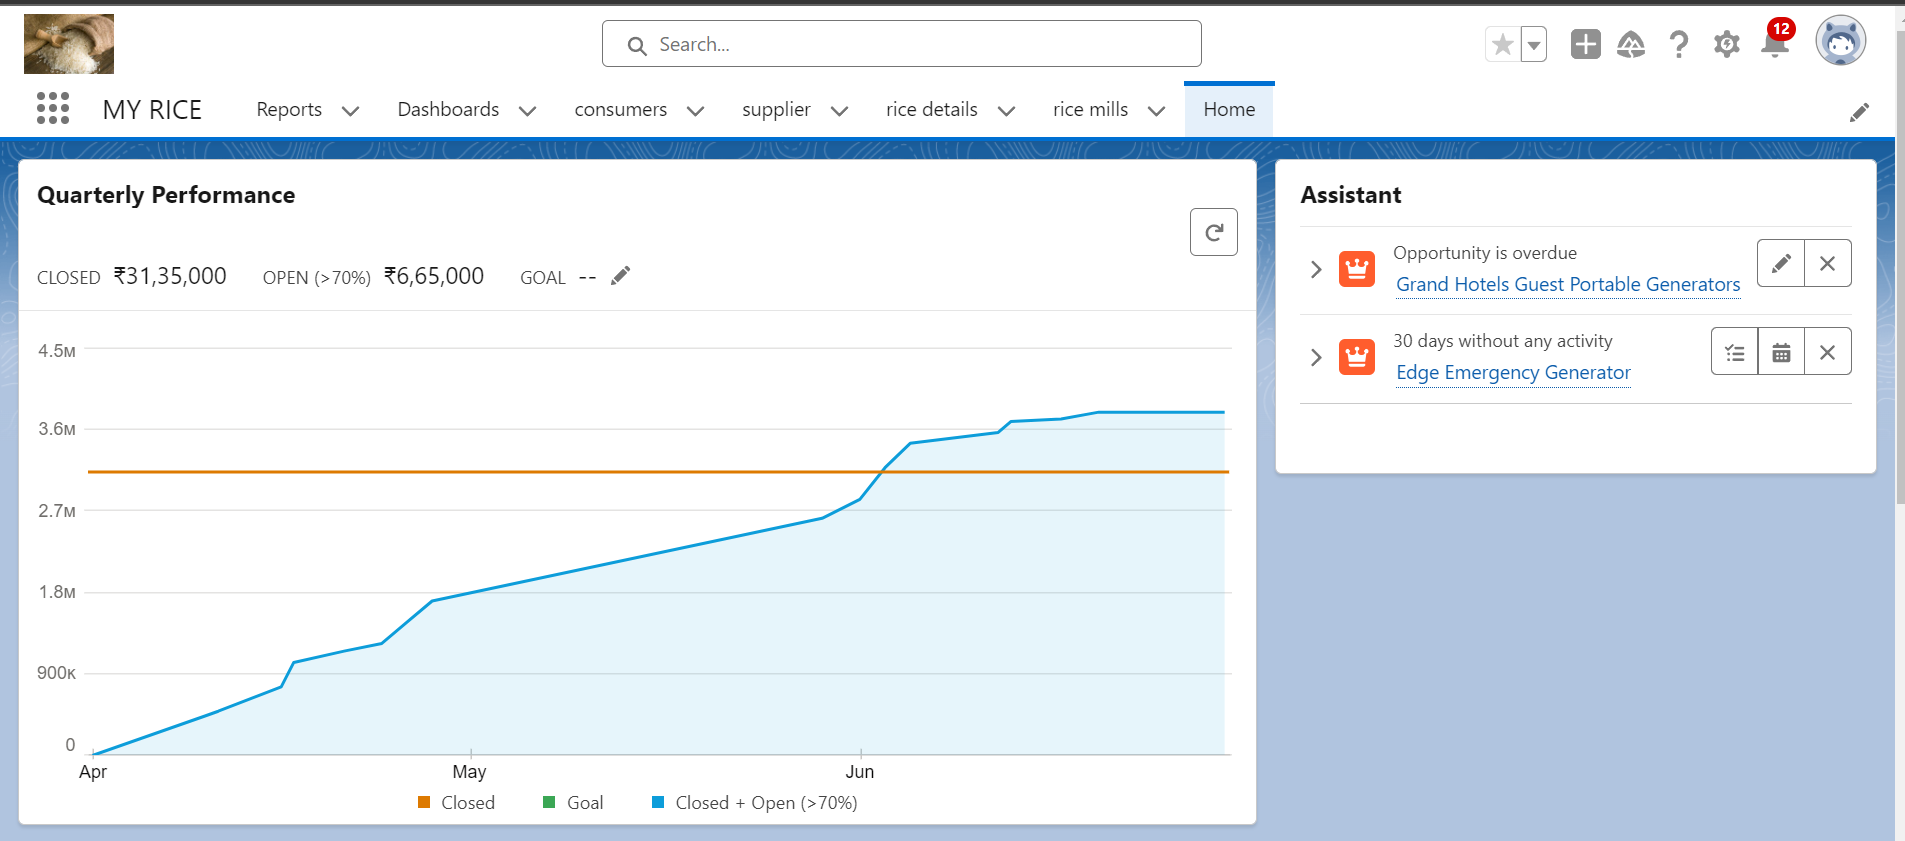 Search...
12
MY RICE Reports Dashboards consumers supplier rice details rice mills Home
Quarterly Performance
CLOSED ₹31,35,000 OPEN (>70%) ₹6,65,000 GOAL --
4.5M
3.6M
2.7M
1.8M
900K
0
Apr May Jun
Closed Goal Closed + Open (>70%)
Assistant
Opportunity is overdue
Grand Hotels Guest Portable Generators
30 days without any activity
Edge Emergency Generator